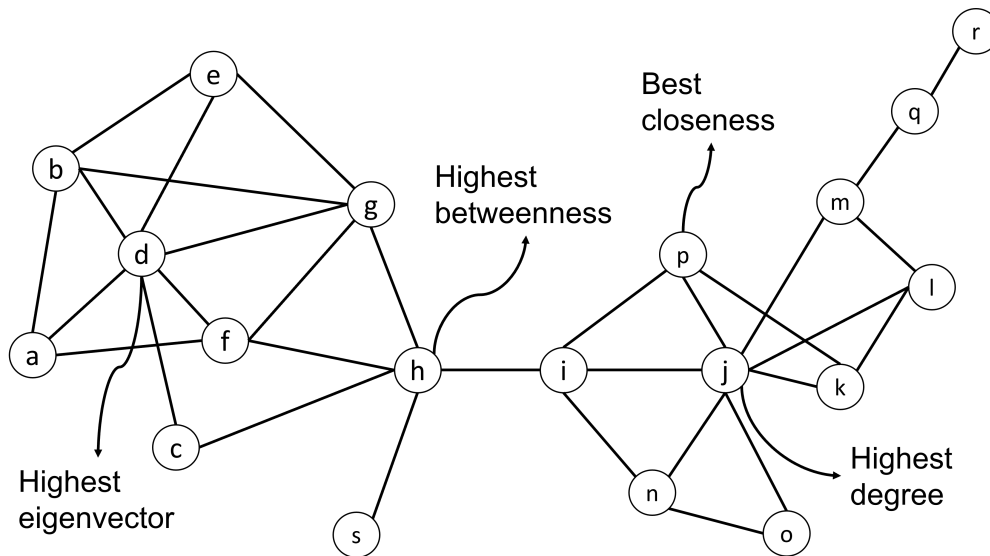 r
e
Best
closeness
q
b
Highest
betweenness
g
m
d
p
l
f
a
h
i
j
k
c
Highest
eigenvector
Highest
degree
n
s
o